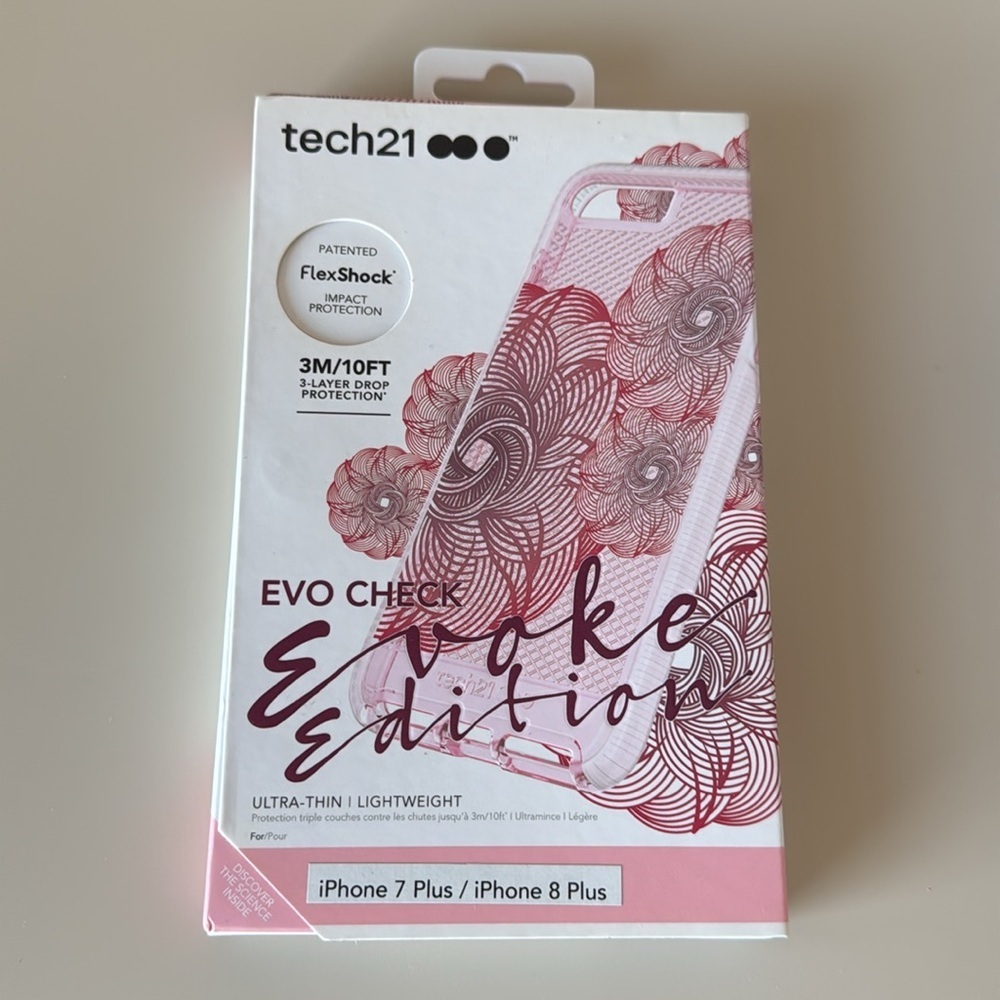 tech21 ™
PATENTED
FlexShock*
IMPACT
PROTECTION
3M/10FT
3-LAYER DROP
PROTECTION*
EVO CHECK
Evoke
Edition
tech21
ULTRA-THIN | LIGHTWEIGHT
Protection triple couches contre les chutes jusqu'à 3m/10ft* | Ultramince | Légère
For/Pour
DISCOVER
THE SCIENCE
INSIDE
iPhone 7 Plus / iPhone 8 Plus